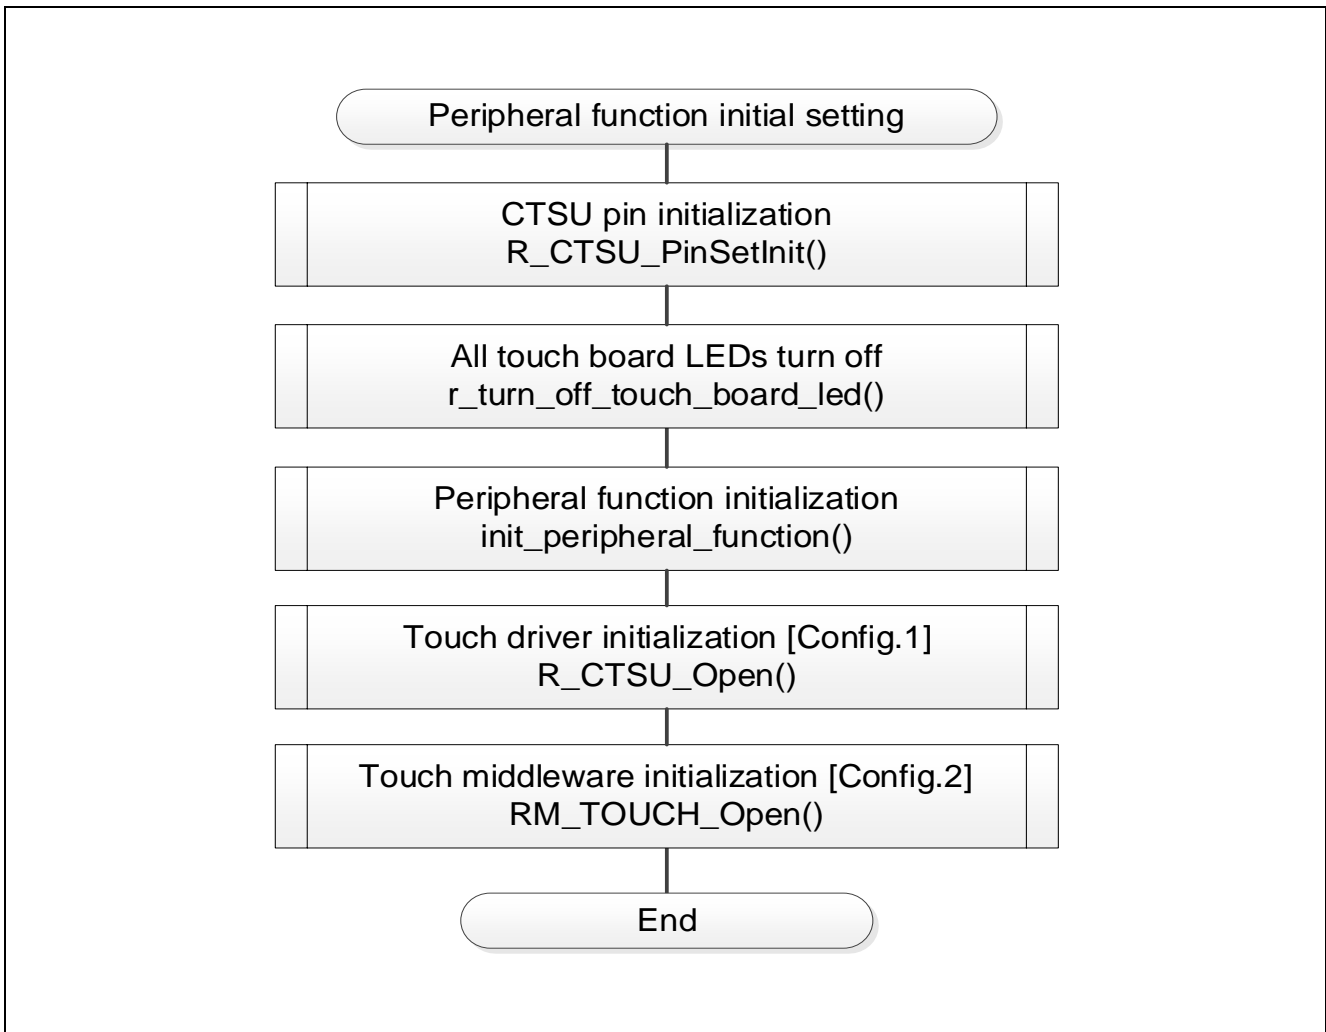 Peripheral function initial setting
CTSU pin initialization
R_CTSU_PinSetInit()
All touch board LEDs turn off
r_turn_off_touch_board_led()
Peripheral function initialization
init_peripheral_function()
Touch driver initialization [Config.1]
R_CTSU_Open()
Touch middleware initialization [Config.2]
RM_TOUCH_Open()
End